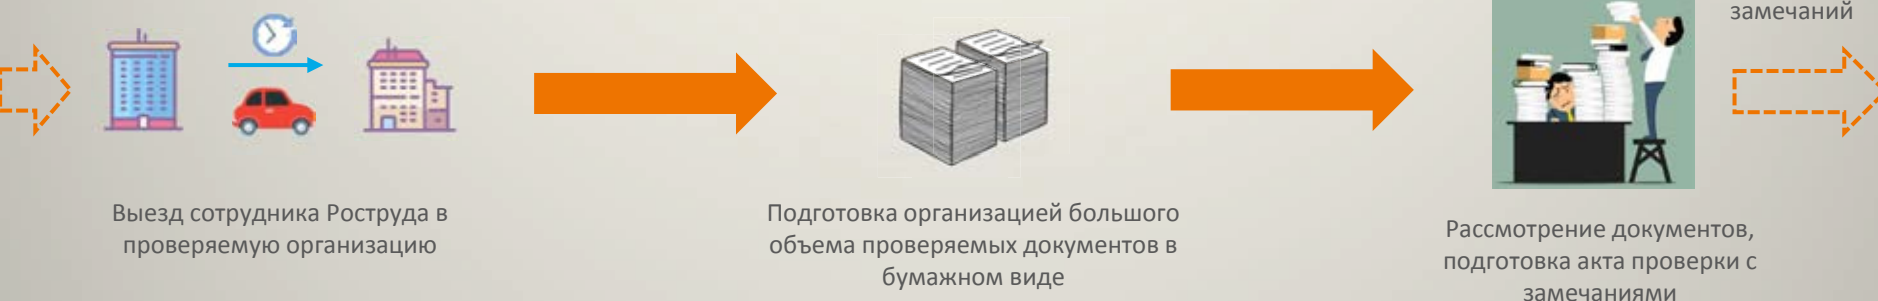 замечаний
Выезд сотрудника Роструда в
проверяемую организацию
Подготовка организацией большого
объема проверяемых документов в
бумажном виде
Рассмотрение документов,
подготовка акта проверки с
замечаниями